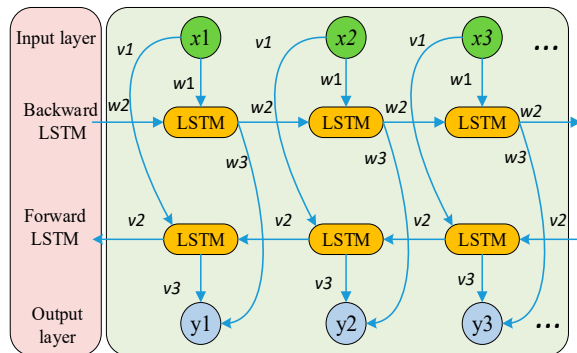 Input layer
v1
x1
v1
x2
v1
x3
...
w1
w1
w1
Backward
LSTM
w2
LSTM
w2
LSTM
w2
LSTM
w2
w3
w3
w3
Forward
LSTM
v2
LSTM
v2
LSTM
v2
LSTM
v2
v3
v3
v3
Output
layer
y1
y2
y3
...